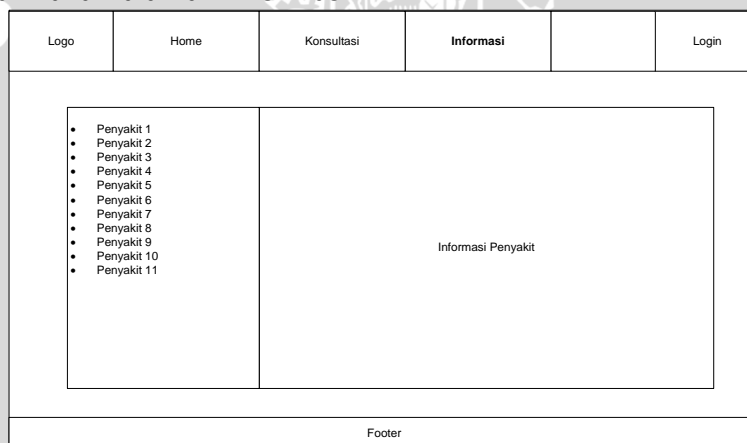 Logo Home Konsultasi Informasi Login
• Penyakit 1
• Penyakit 2
• Penyakit 3
• Penyakit 4
• Penyakit 5
• Penyakit 6
• Penyakit 7
• Penyakit 8
• Penyakit 9
• Penyakit 10
• Penyakit 11
Informasi Penyakit
Footer